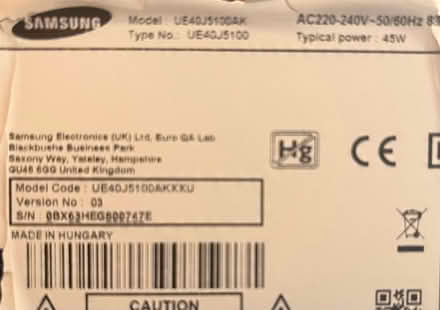 SAMSUNG
Model UE40J5100AK AC220-240V~50/60Hz 83
Type No.: UE40J5100 Typical power : 45W
Samsung Electronics (UK) Ltd, Euro QA Lab
Blackbushe Business Park
Saxony Way, Yateley, Hampshire
GU46 6GG United Kingdom
Hg
CE
Model Code : UE40J5100AKXXU
Version No : 03
S/N :
MADE IN HUNGARY
CAUTION